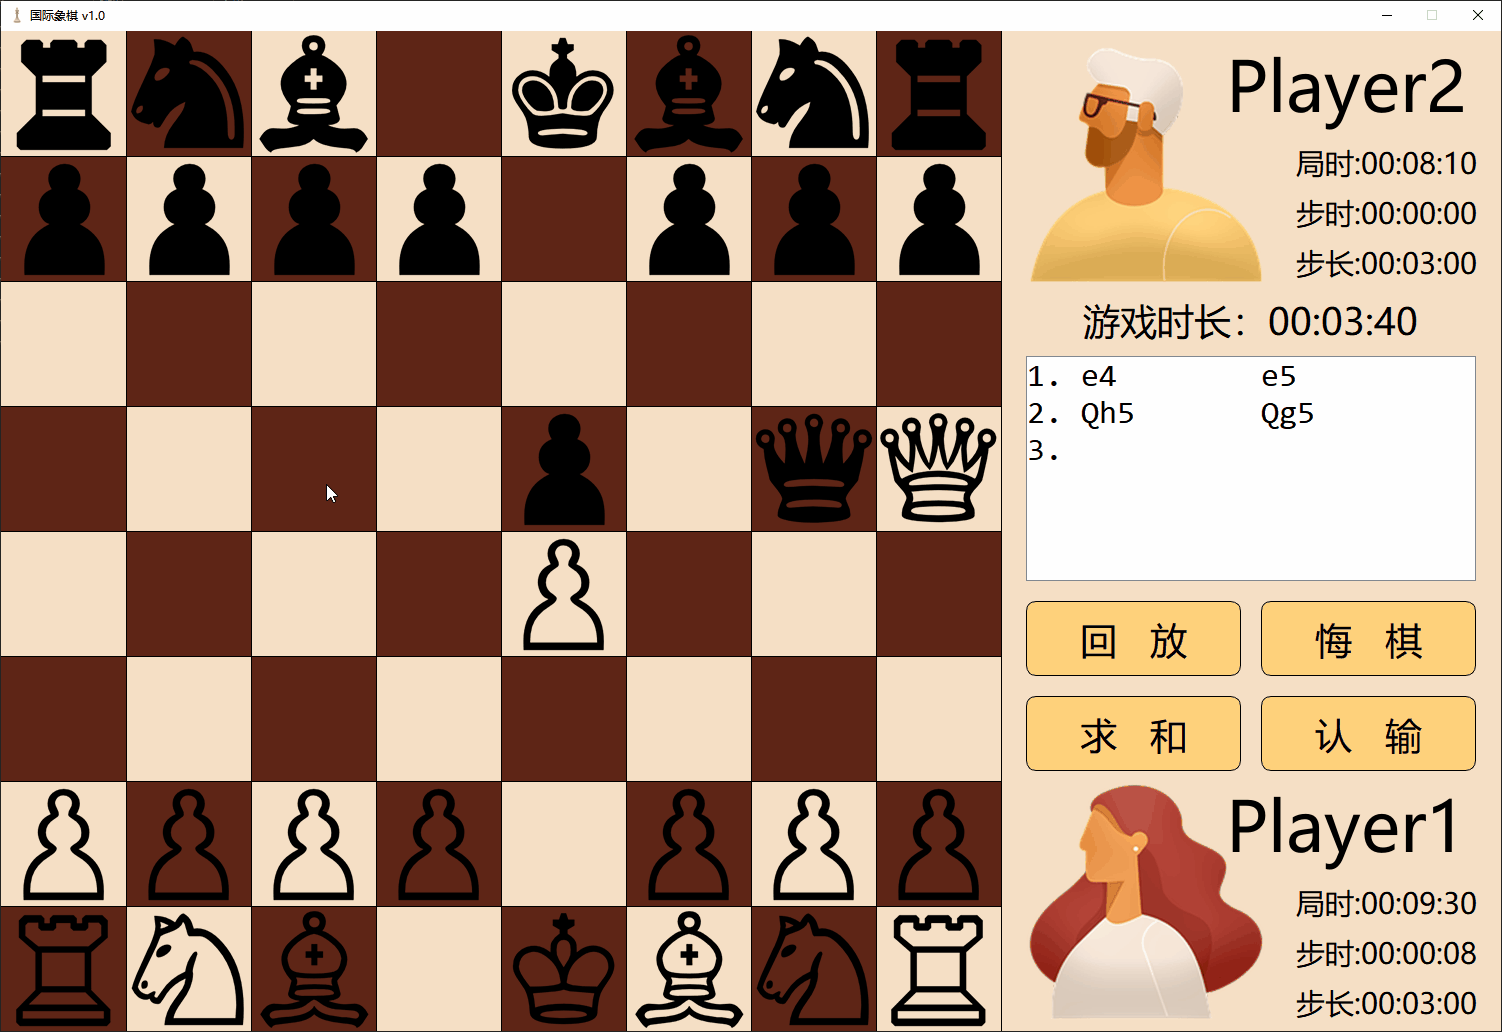 国际象棋 v1.0
Player2
局时:00:08:10
步时:00:00:00
步长:00:03:00
游戏时长：00:03:40
1. e4 e5
2. Qh5 Qg5
3.
回 放
悔 棋
求 和
认 输
Player1
局时:00:09:30
步时:00:00:08
步长:00:03:00